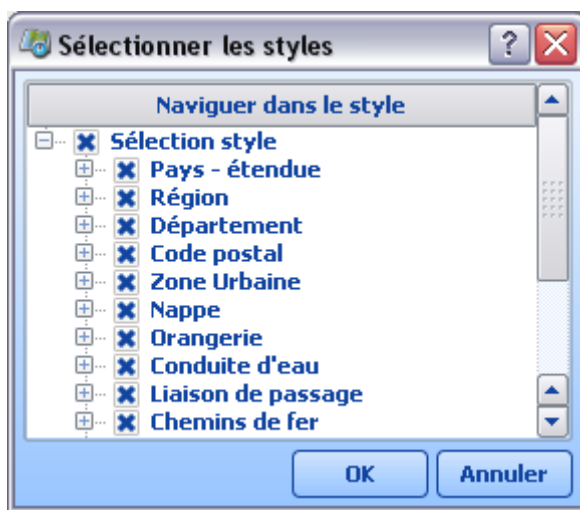 Sélectionner les styles
?
Naviguer dans le style
Sélection style
Pays - étendue
Région
Département
Code postal
Zone Urbaine
Nappe
Orangerie
Conduite d'eau
Liaison de passage
Chemins de fer
OK Annuler